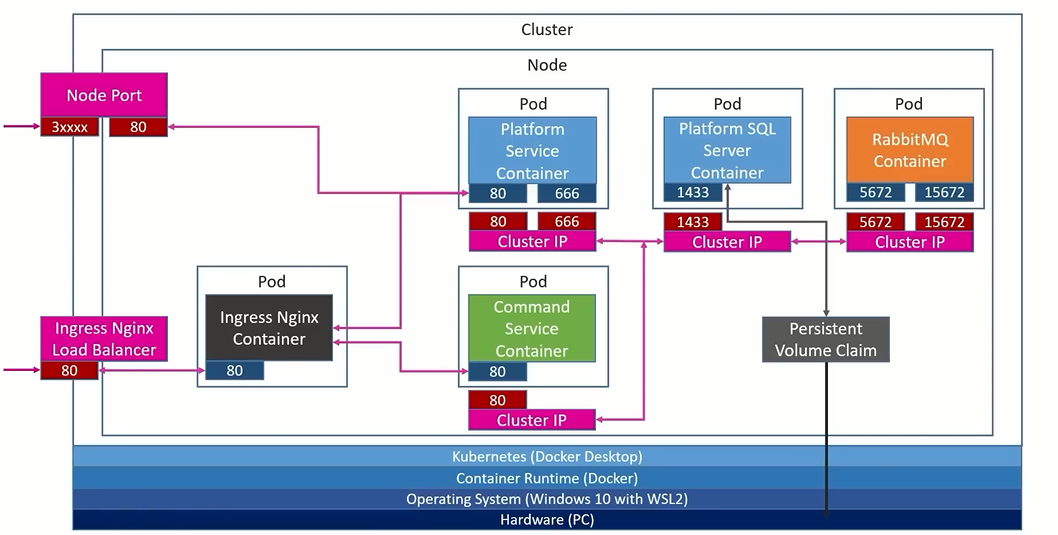 Cluster
Node
Node Port
3xxxx
80
Pod
Platform
Service
Container
80
666
80
666
Cluster IP
Pod
Platform SQL
Server
Container
1433
1433
Cluster IP
Pod
RabbitMQ
Container
5672
15672
5672
15672
Cluster IP
Ingress Nginx
Load Balancer
80
Pod
Ingress Nginx
Container
80
Pod
Command
Service
Container
80
80
Cluster IP
Persistent
Volume Claim
Kubernetes (Docker Desktop)
Container Runtime (Docker)
Operating System (Windows 10 with WSL2)
Hardware (PC)